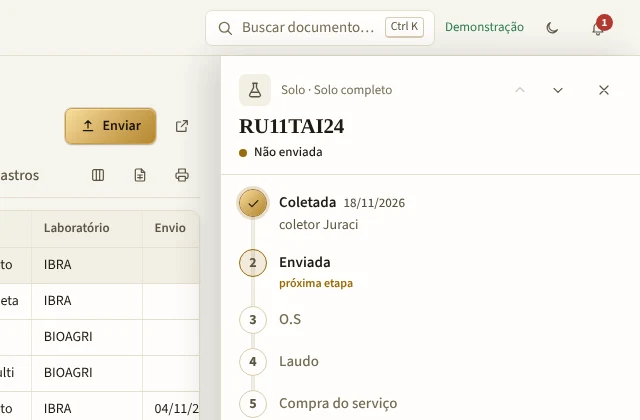 Buscar documento… Ctrl K Demonstração 1
Solo · Solo completo
RU11TAI24
Não enviada
Enviar
astros
Laboratório Envio
to IBRA
eta IBRA
BIOAGRI
ulti BIOAGRI
to IBRA 04/11/2
Coletada 18/11/2026
coletor Juraci
2 Enviada
próxima etapa
3 O.S
4 Laudo
5 Compra do serviço